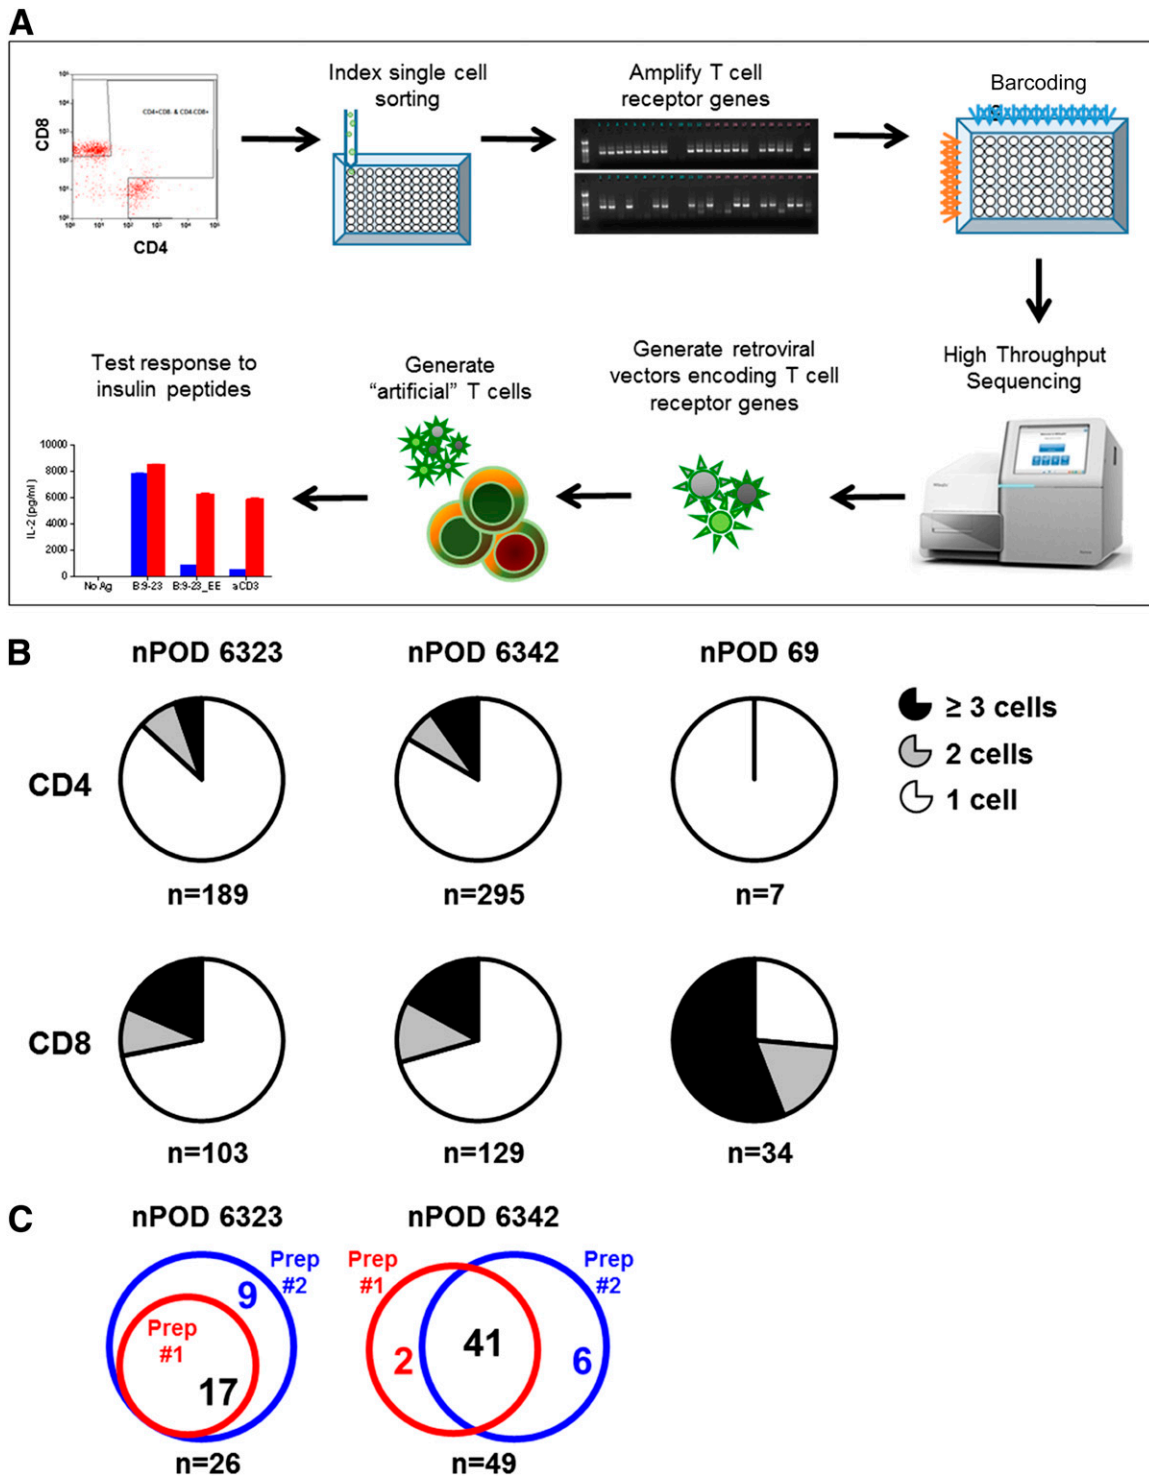 A
CD4+CD8- & CD4-CD8+
CD8
CD4
Index single cell
sorting
Amplify T cell
receptor genes
Barcoding
High Throughput
Sequencing
Generate retroviral
vectors encoding T cell
receptor genes
Generate
“artificial” T cells
Test response to
insulin peptides
IL-2 (pg/ml)
10000
8000
6000
4000
2000
0
No Ag B:9-23 B:9-23_EE aCD3
B
nPOD 6323 nPOD 6342 nPOD 69
≥ 3 cells
2 cells
1 cell
CD4
n=189 n=295 n=7
CD8
n=103 n=129 n=34
C
nPOD 6323 nPOD 6342
Prep
#1
17
9
Prep
#2
n=26
Prep
#1
2
41
6
Prep
#2
n=49